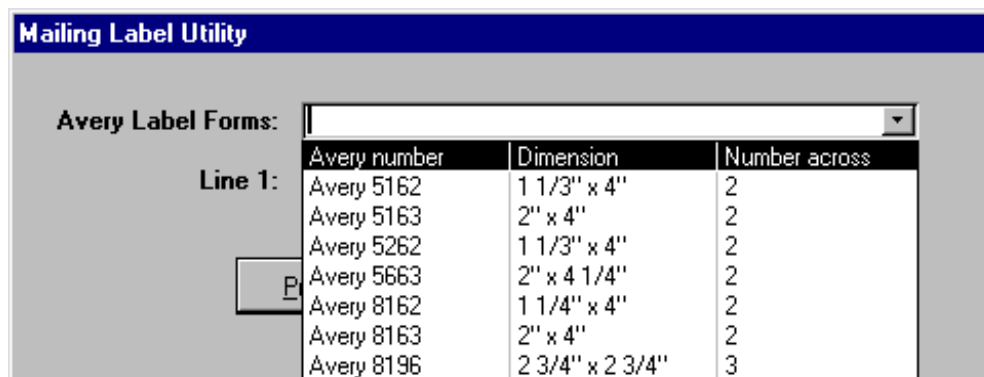 Mailing Label Utility
Avery Label Forms:
Avery number Dimension Number across
Line 1:
Avery 5162 1 1/3" x 4" 2
Avery 5163 2" x 4" 2
Avery 5262 1 1/3" x 4" 2
Avery 5663 2" x 4 1/4" 2
Avery 8162 1 1/4" x 4" 2
Avery 8163 2" x 4" 2
Avery 8196 2 3/4" x 2 3/4" 3